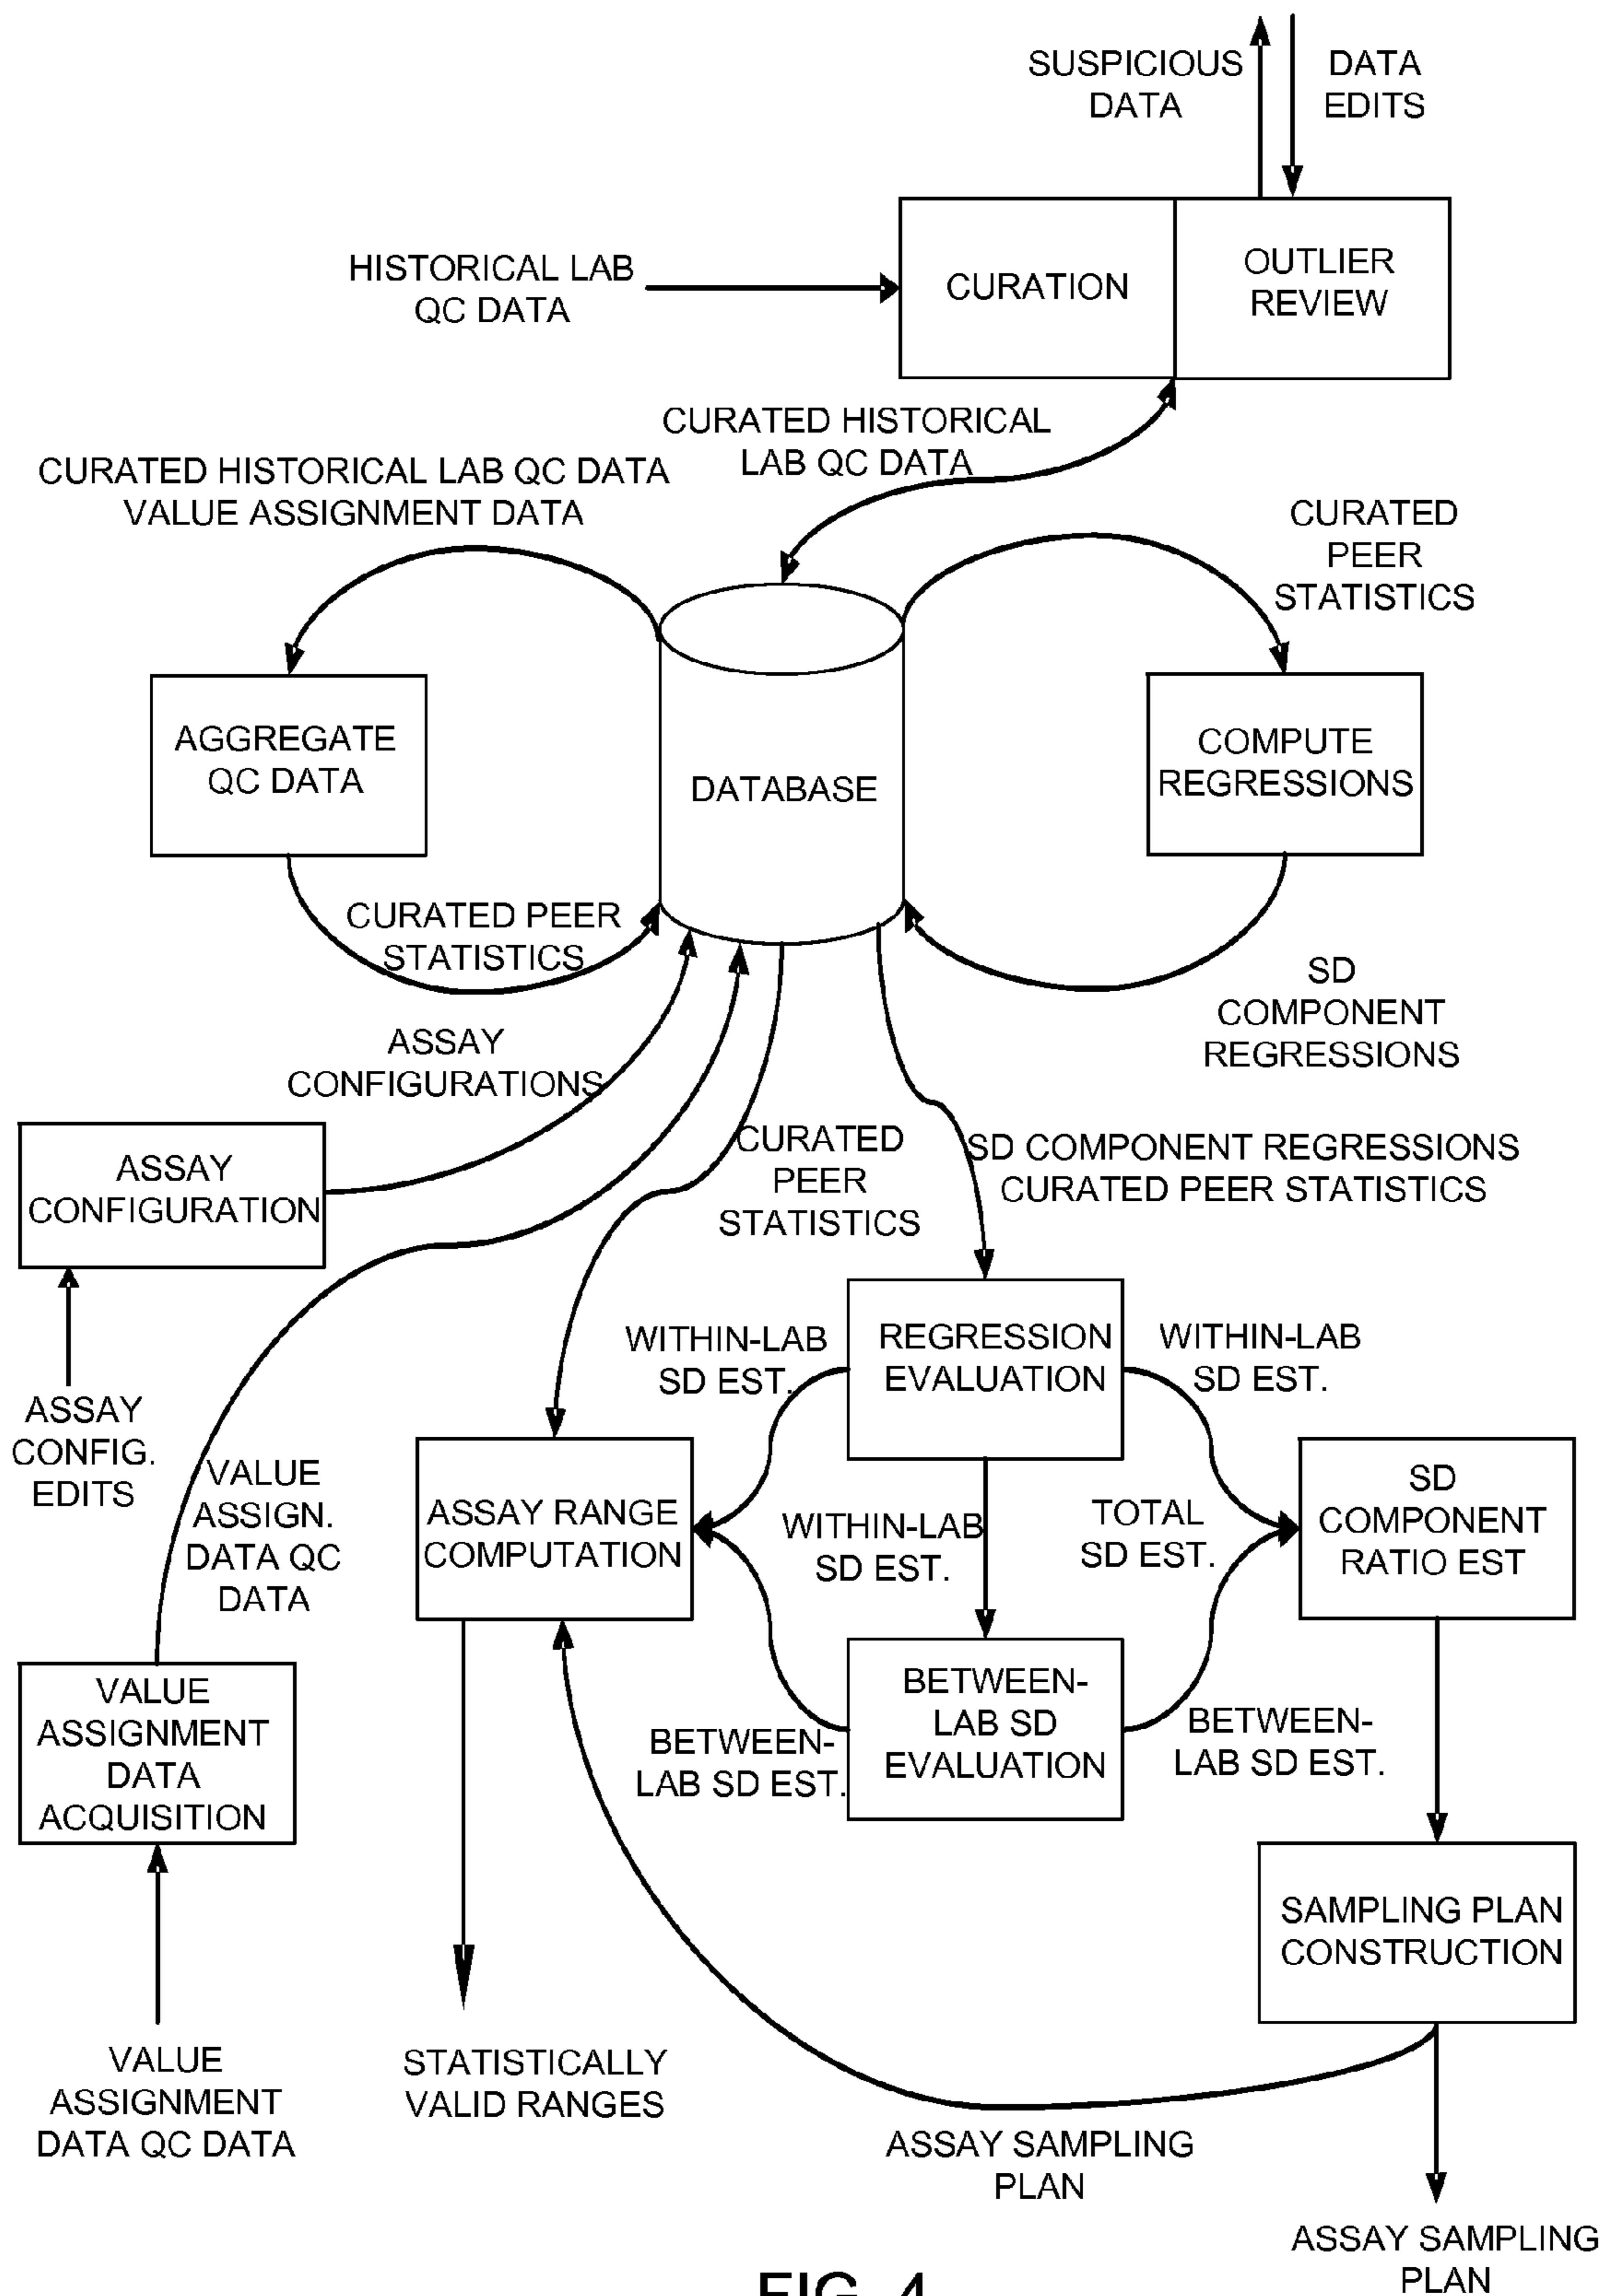 SUSPICIOUS
DATA
DATA
EDITS
HISTORICAL LAB
QC DATA
CURATION
OUTLIER
REVIEW
CURATED HISTORICAL
LAB QC DATA
CURATED HISTORICAL LAB QC DATA
VALUE ASSIGNMENT DATA
CURATED
PEER
STATISTICS
AGGREGATE
QC DATA
DATABASE
COMPUTE
REGRESSIONS
CURATED PEER
STATISTICS
SD
COMPONENT
REGRESSIONS
ASSAY
CONFIGURATIONS
ASSAY
CONFIGURATION
CURATED
PEER
STATISTICS
SD COMPONENT REGRESSIONS
CURATED PEER STATISTICS
ASSAY
CONFIG.
EDITS
WITHIN-LAB
SD EST.
REGRESSION
EVALUATION
WITHIN-LAB
SD EST.
VALUE
ASSIGN.
DATA QC
DATA
ASSAY RANGE
COMPUTATION
WITHIN-LAB
SD EST.
TOTAL
SD EST.
SD
COMPONENT
RATIO EST
VALUE
ASSIGNMENT
DATA
ACQUISITION
BETWEEN-
LAB SD EST.
BETWEEN-
LAB SD
EVALUATION
BETWEEN-
LAB SD EST.
SAMPLING PLAN
CONSTRUCTION
VALUE
ASSIGNMENT
DATA QC DATA
STATISTICALLY
VALID RANGES
ASSAY SAMPLING
PLAN
ASSAY SAMPLING
PLAN
FIG. 4